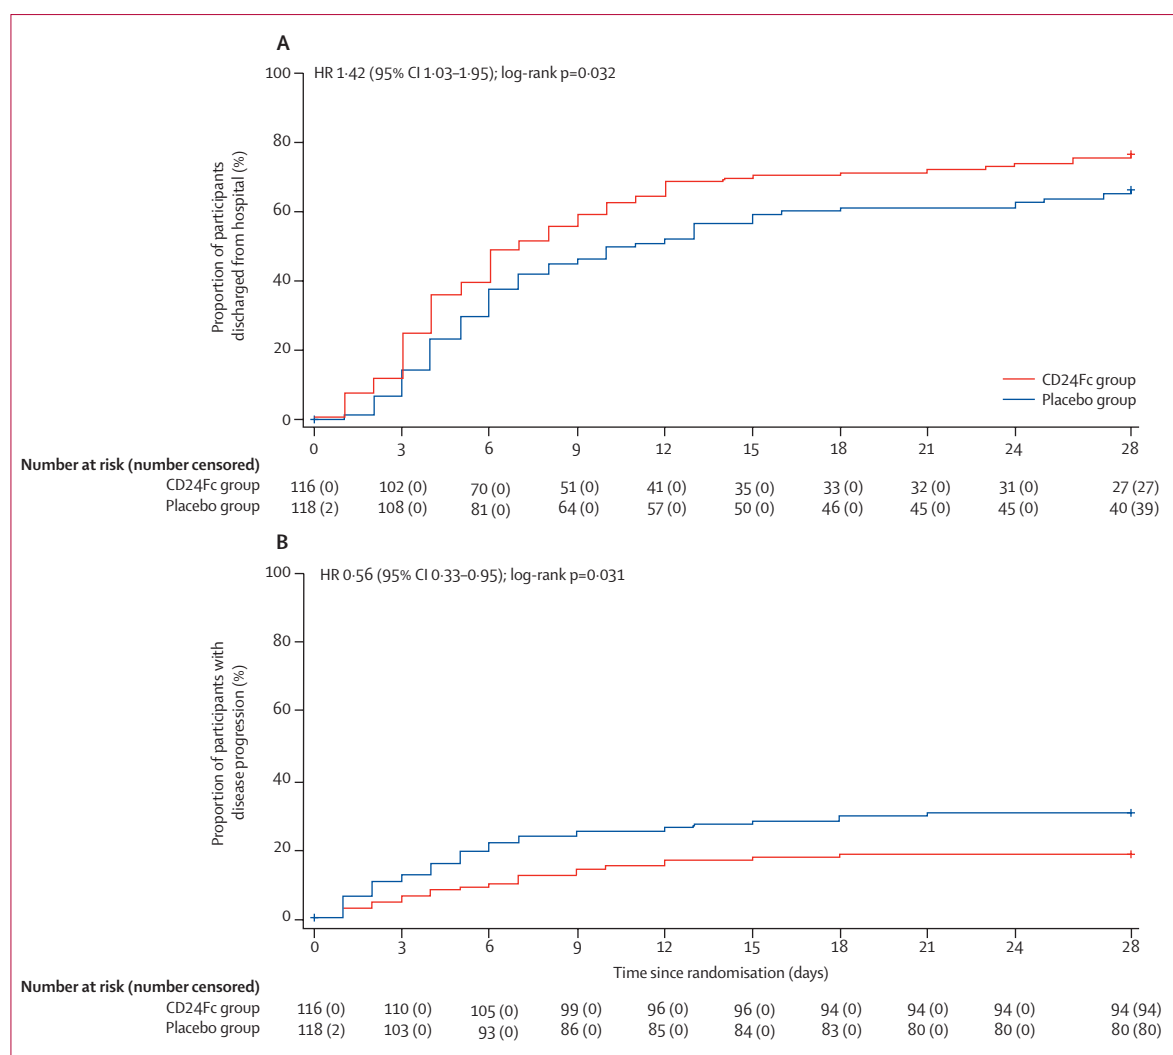 A
HR 1·42 (95% CI 1·03–1·95); log-rank p=0·032
Proportion of participants
discharged from hospital (%)
100
80
60
40
20
0
CD24Fc group
Placebo group
0 3 6 9 12 15 18 21 24 28
Number at risk (number censored)
CD24Fc group 116 (0) 102 (0) 70 (0) 51 (0) 41 (0) 35 (0) 33 (0) 32 (0) 31 (0) 27 (27)
Placebo group 118 (2) 108 (0) 81 (0) 64 (0) 57 (0) 50 (0) 46 (0) 45 (0) 45 (0) 40 (39)
B
HR 0·56 (95% CI 0·33–0·95); log-rank p=0·031
Proportion of participants with
disease progression (%)
100
80
60
40
20
0
0 3 6 9 12 15 18 21 24 28
Time since randomisation (days)
Number at risk (number censored)
CD24Fc group 116 (0) 110 (0) 105 (0) 99 (0) 96 (0) 96 (0) 94 (0) 94 (0) 94 (0) 94 (94)
Placebo group 118 (2) 103 (0) 93 (0) 86 (0) 85 (0) 84 (0) 83 (0) 80 (0) 80 (0) 80 (80)